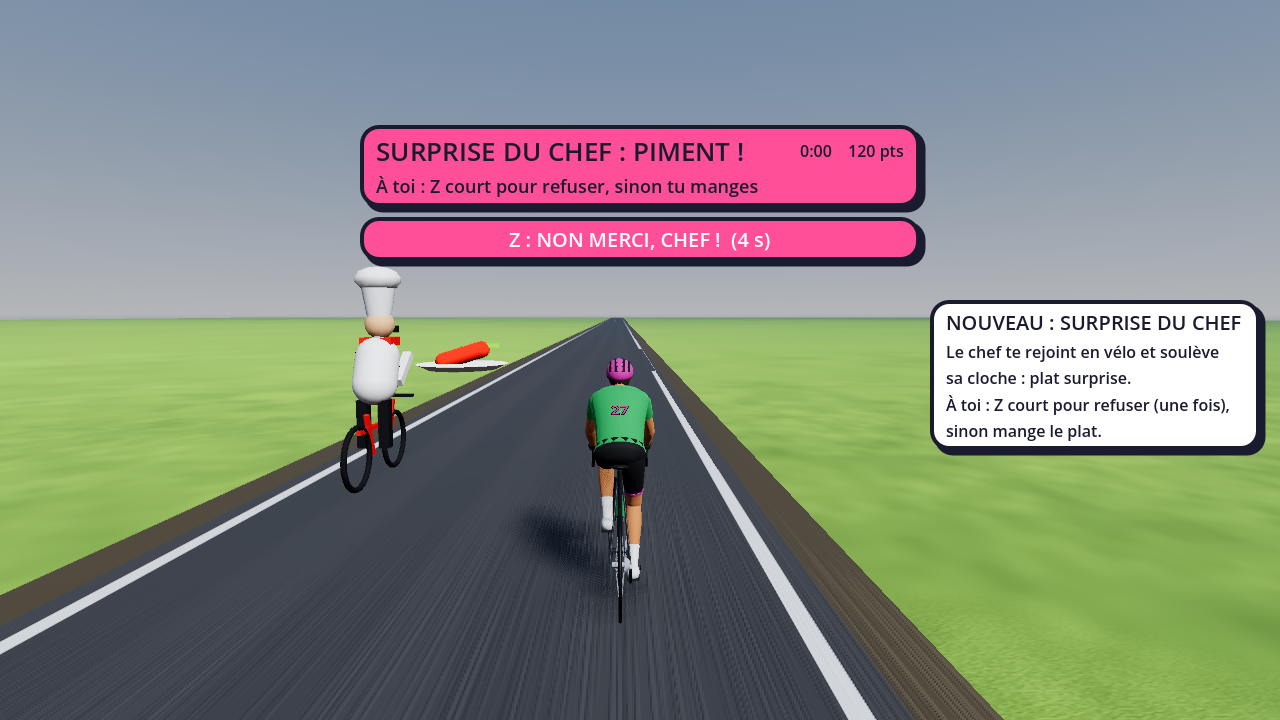 SURPRISE DU CHEF : PIMENT ! 0:00 120 pts
À toi : Z court pour refuser, sinon tu manges
Z : NON MERCI, CHEF ! (4 s)
NOUVEAU : SURPRISE DU CHEF
Le chef te rejoint en vélo et soulève
sa cloche : plat surprise.
À toi : Z court pour refuser (une fois),
sinon mange le plat.
27